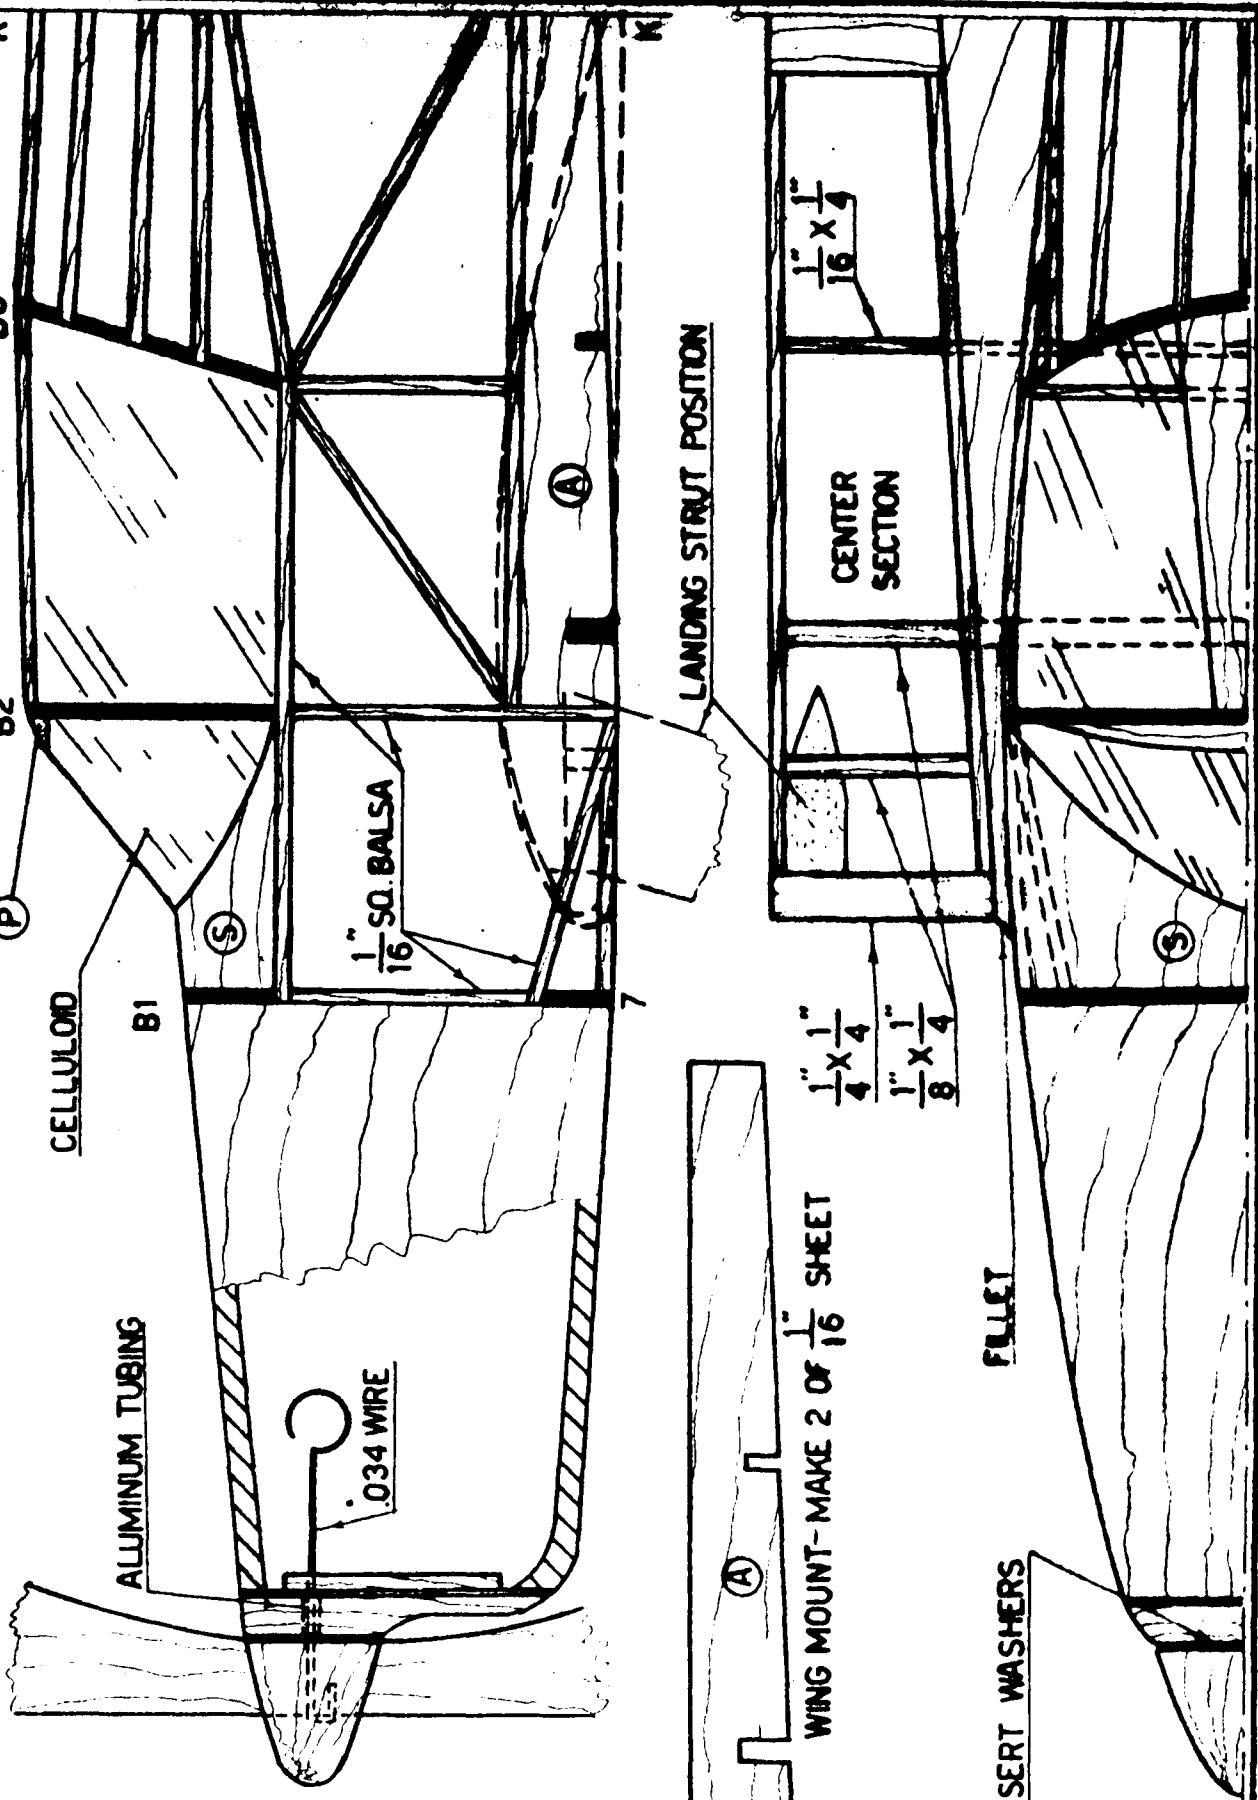 K
B2
P
CELLULOID
B1
S
7
1"
16 SQ. BALSA
A
ALUMINUM TUBING
.034 WIRE
LANDING STRUT POSITION
1" X 1"
16 4
CENTER
SECTION
1" X 1"
4 4
1" X 1"
8 4
S
FILLET
A
WING MOUNT-MAKE 2 OF 1" SHEET
16
SERT WASHERS